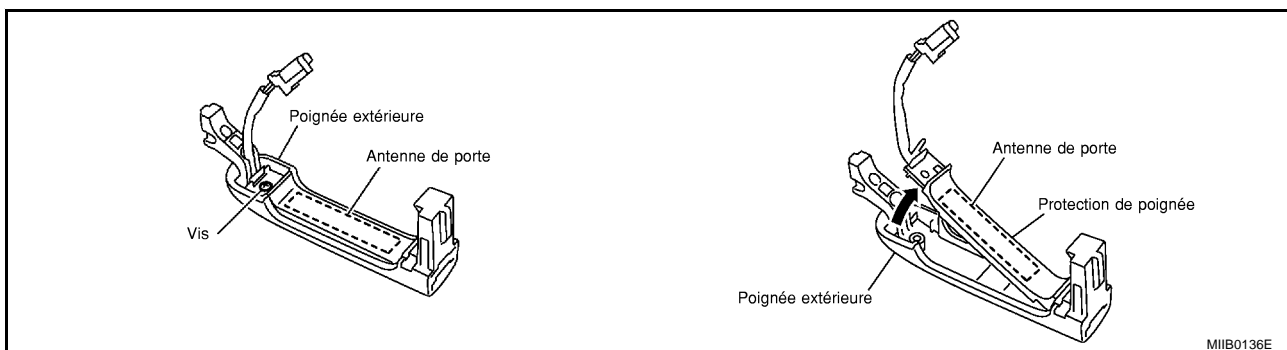 Poignée extérieure
Antenne de porte
Vis
Antenne de porte
Protection de poignée
Poignée extérieure
MIIB0136E